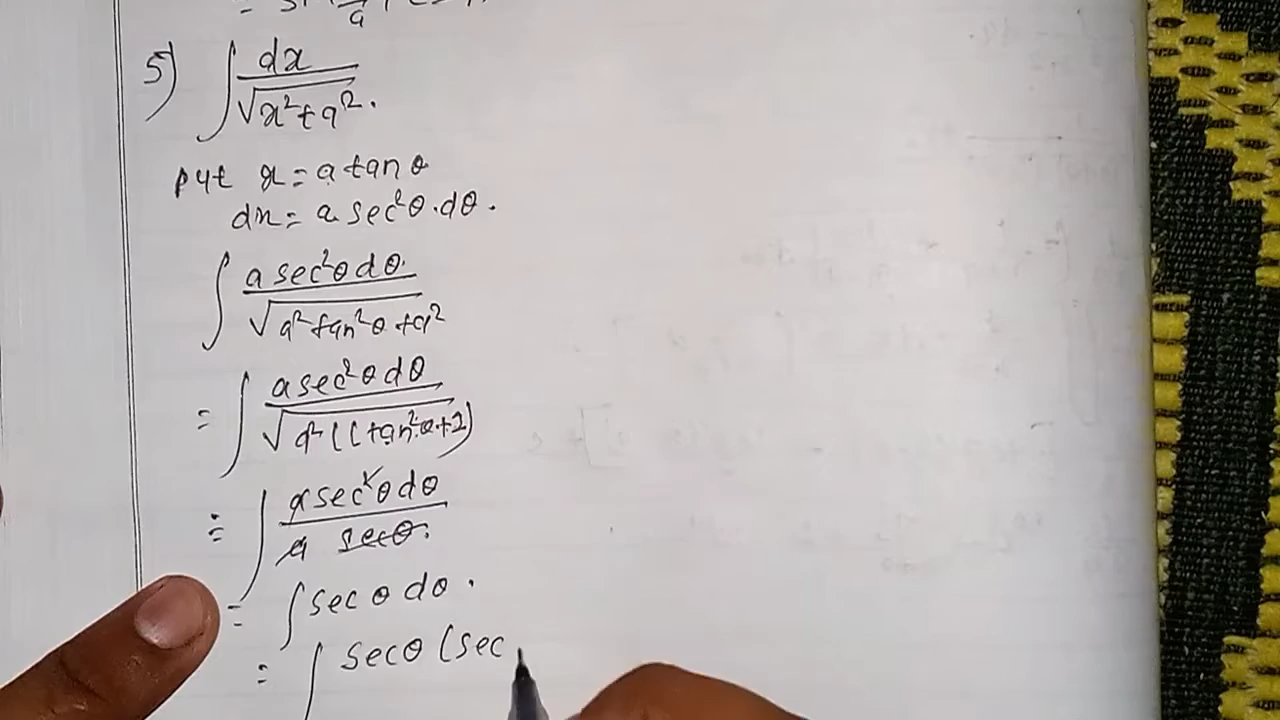 5) ∫ dx / √x²+a².
put x = a tan θ
dx = a sec²θ.dθ.
∫ a sec²θ dθ. / √a² tan²θ + a²
= ∫ a sec²θ dθ / √a² ((tan²θ+1)
= ∫ a sec²θ dθ / a secθ.
= ∫ sec θ dθ.
= ∫ secθ (sec